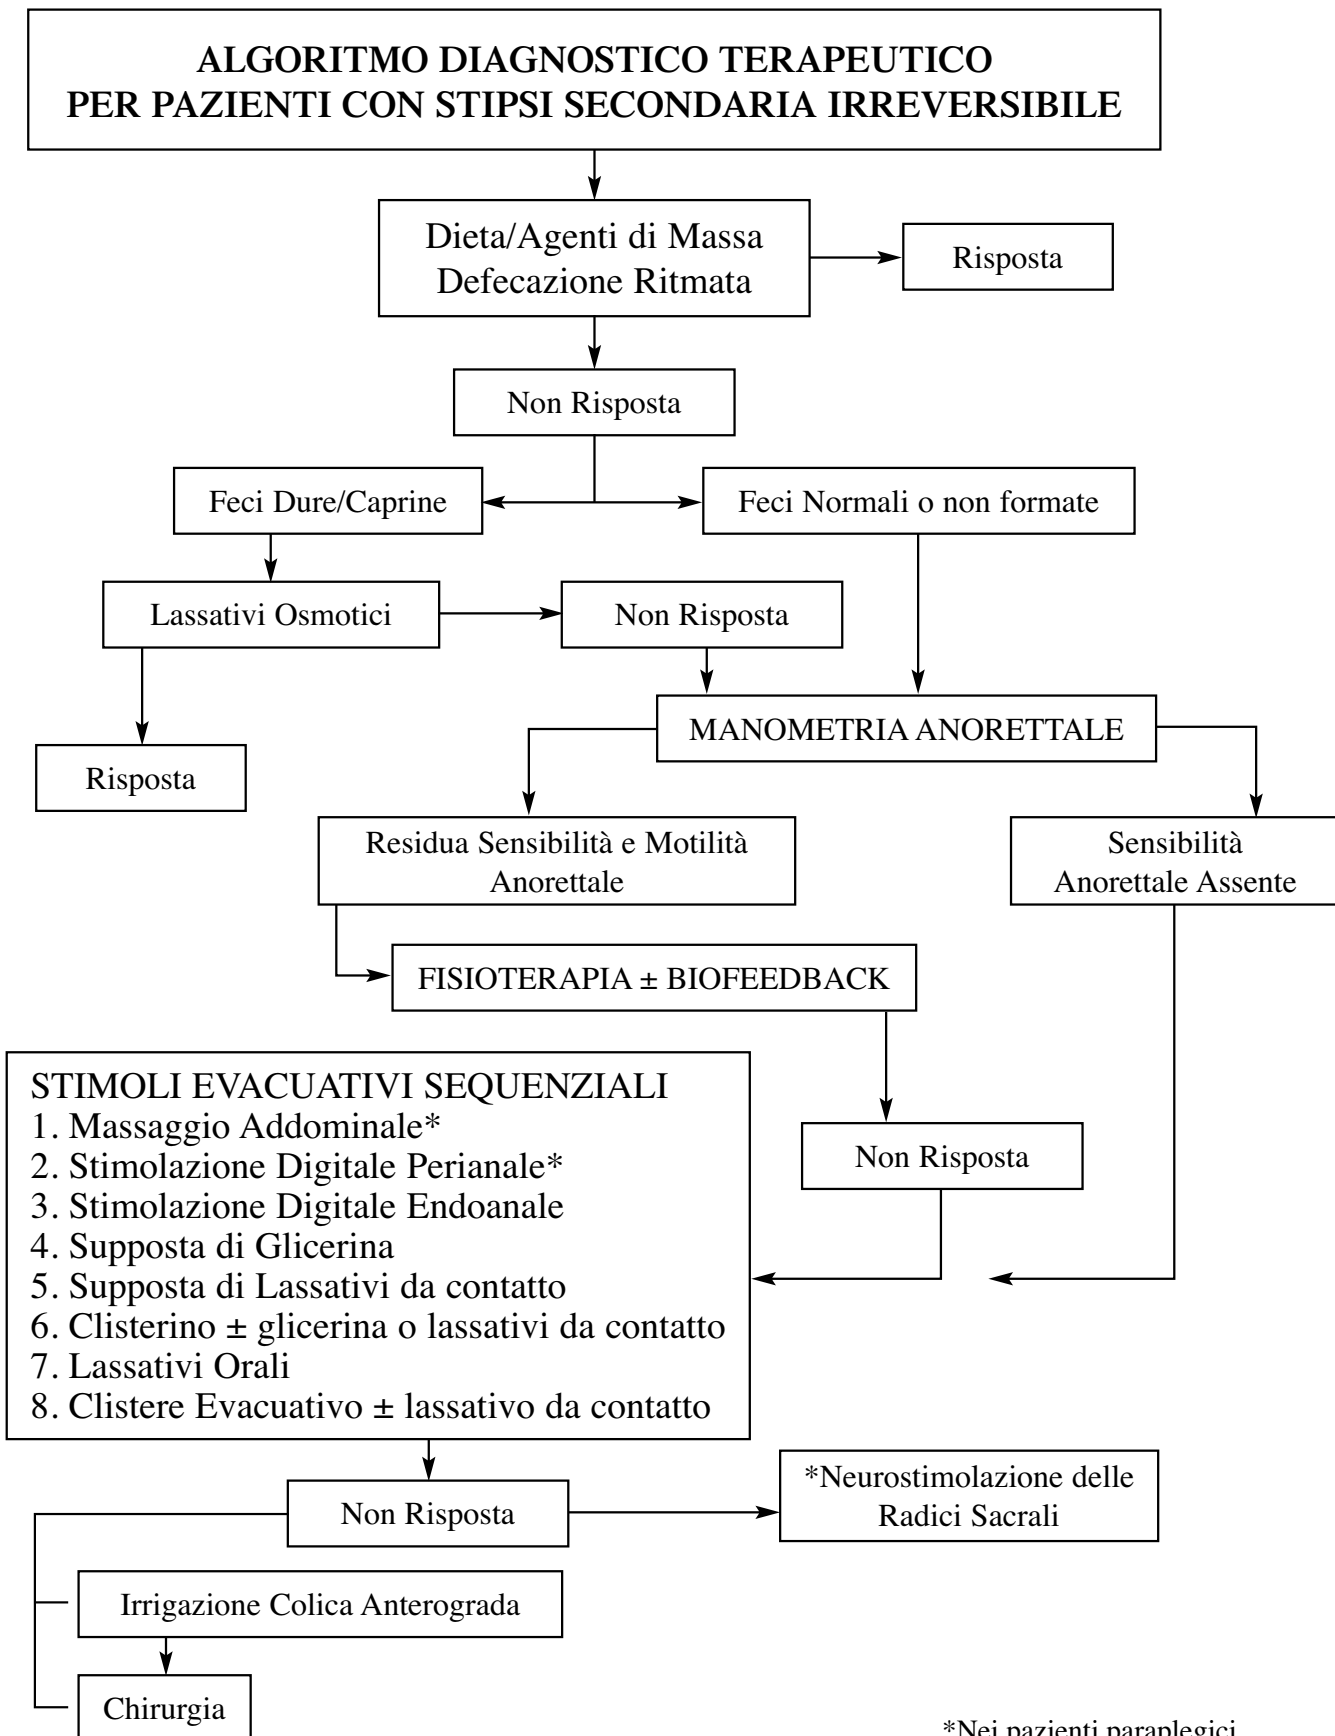 ALGORITMO DIAGNOSTICO TERAPEUTICO
PER PAZIENTI CON STIPSI SECONDARIA IRREVERSIBILE
Dieta/Agenti di Massa
Defecazione Ritmata
Risposta
Non Risposta
Feci Dure/Caprine
Feci Normali o non formate
Lassativi Osmotici
Non Risposta
MANOMETRIA ANORETTALE
Risposta
Residua Sensibilità e Motilità
Anorettale
Sensibilità
Anorettale Assente
FISIOTERAPIA ± BIOFEEDBACK
Non Risposta
STIMOLI EVACUATIVI SEQUENZIALI
1. Massaggio Addominale*
2. Stimolazione Digitale Perianale*
3. Stimolazione Digitale Endoanale
4. Supposta di Glicerina
5. Supposta di Lassativi da contatto
6. Clisterino ± glicerina o lassativi da contatto
7. Lassativi Orali
8. Clistere Evacuativo ± lassativo da contatto
Non Risposta
*Neurostimolazione delle
Radici Sacrali
Irrigazione Colica Anterograda
Chirurgia
*Nei pazienti paraplegici